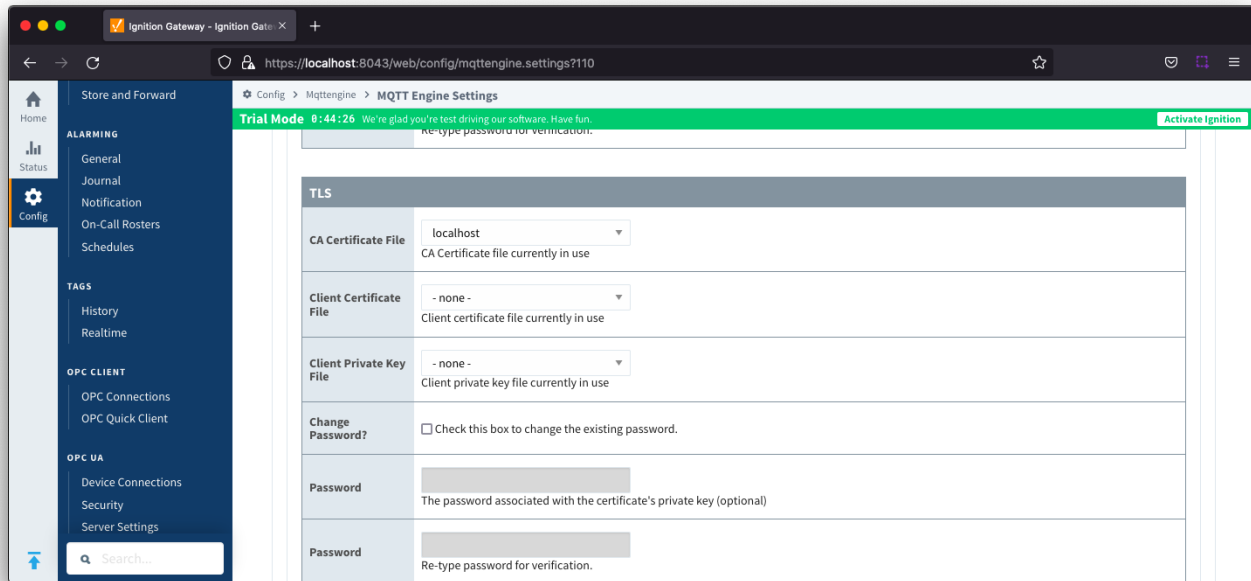 Ignition Gateway - Ignition Gate
https://localhost:8043/web/config/mqttengine.settings?110
Home
Status
Config
Store and Forward
ALARMING
General
Journal
Notification
On-Call Rosters
Schedules
TAGS
History
Realtime
OPC CLIENT
OPC Connections
OPC Quick Client
OPC UA
Device Connections
Security
Server Settings
Search...
Config > Mqttengine > MQTT Engine Settings
Trial Mode 0:44:26 We're glad you're test driving our software. Have fun. Activate Ignition
Re-type password for verification.
TLS
CA Certificate File
localhost
CA Certificate file currently in use
Client Certificate
File
- none -
Client certificate file currently in use
Client Private Key
File
- none -
Client private key file currently in use
Change
Password?
Check this box to change the existing password.
Password
The password associated with the certificate's private key (optional)
Password
Re-type password for verification.